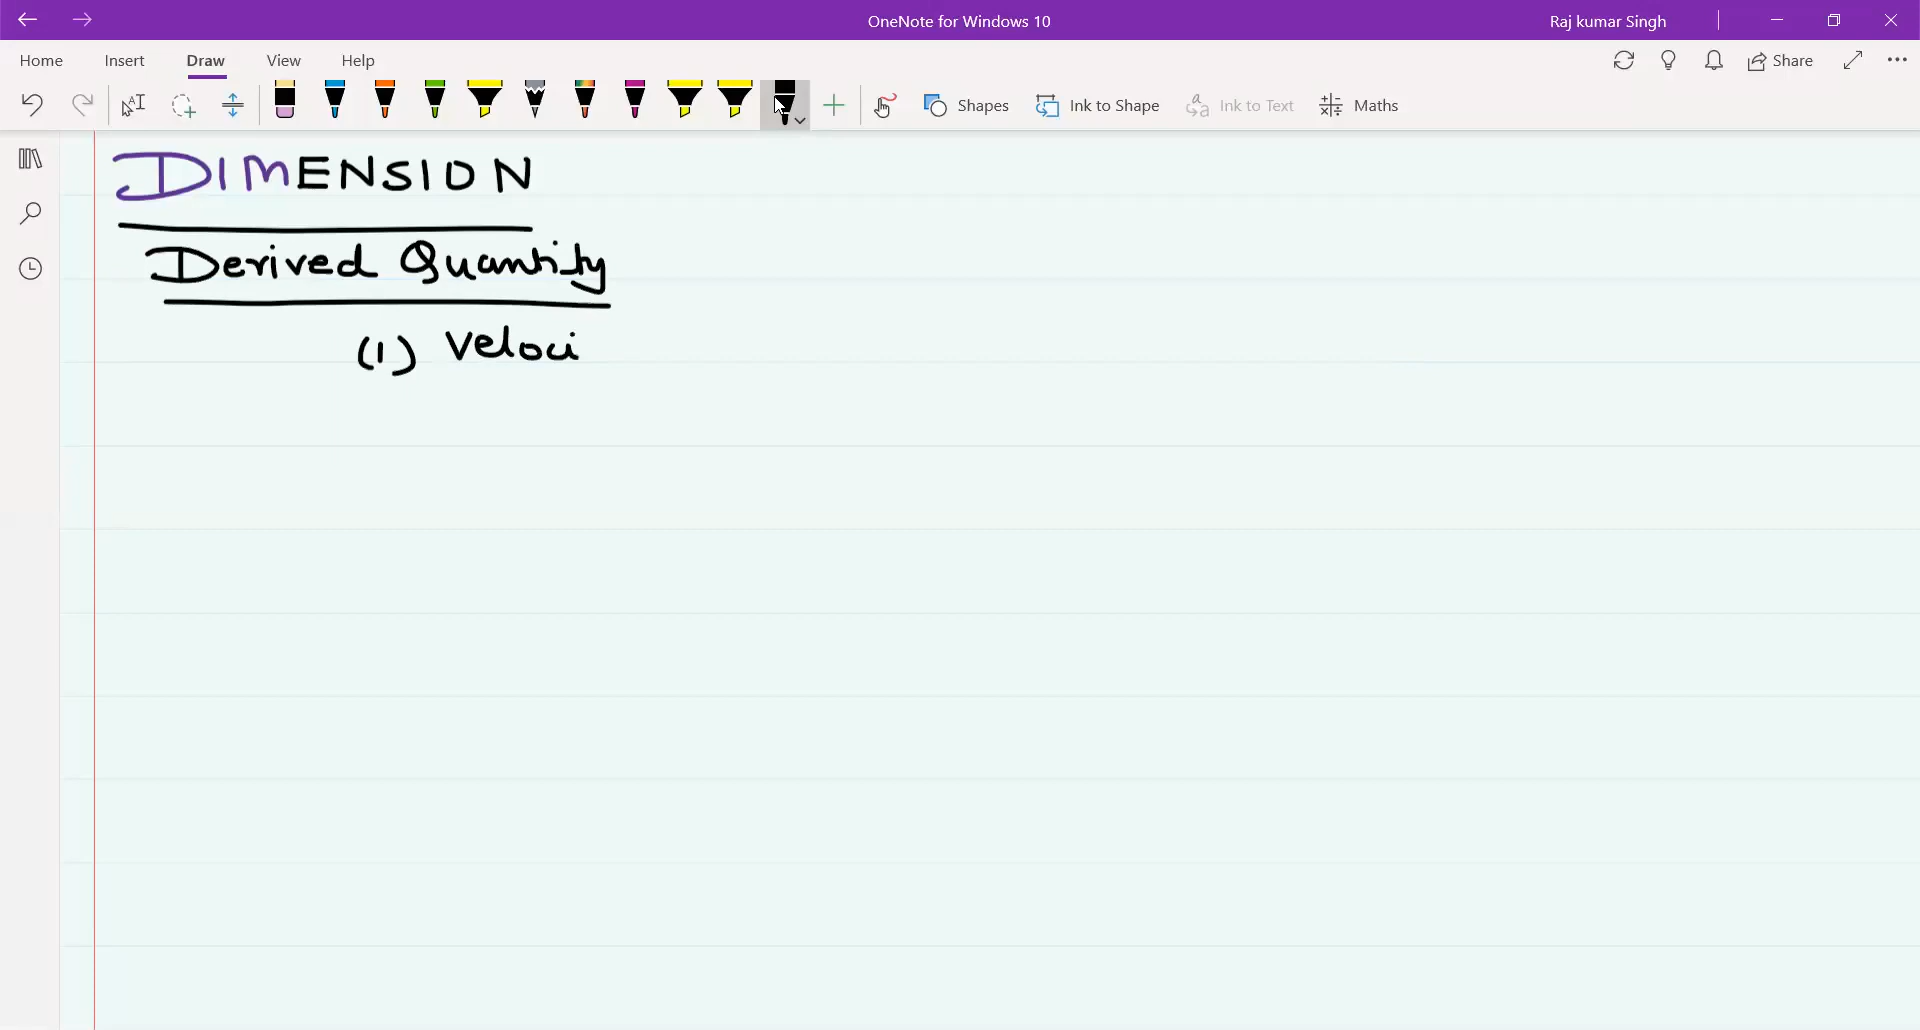 OneNote for Windows 10
Raj kumar Singh
Home Insert Draw View Help
Share
Shapes Ink to Shape Ink to Text Maths
DIMENSION
Derived Quantity
(1) Veloci